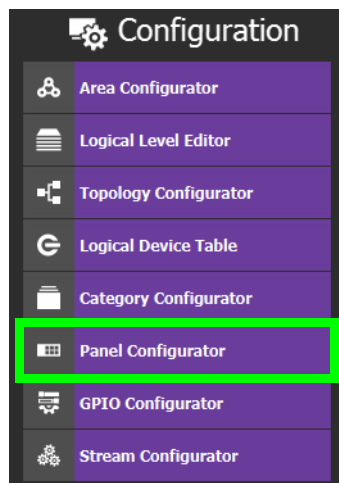 Configuration
Area Configurator
Logical Level Editor
Topology Configurator
Logical Device Table
Category Configurator
Panel Configurator
GPIO Configurator
Stream Configurator